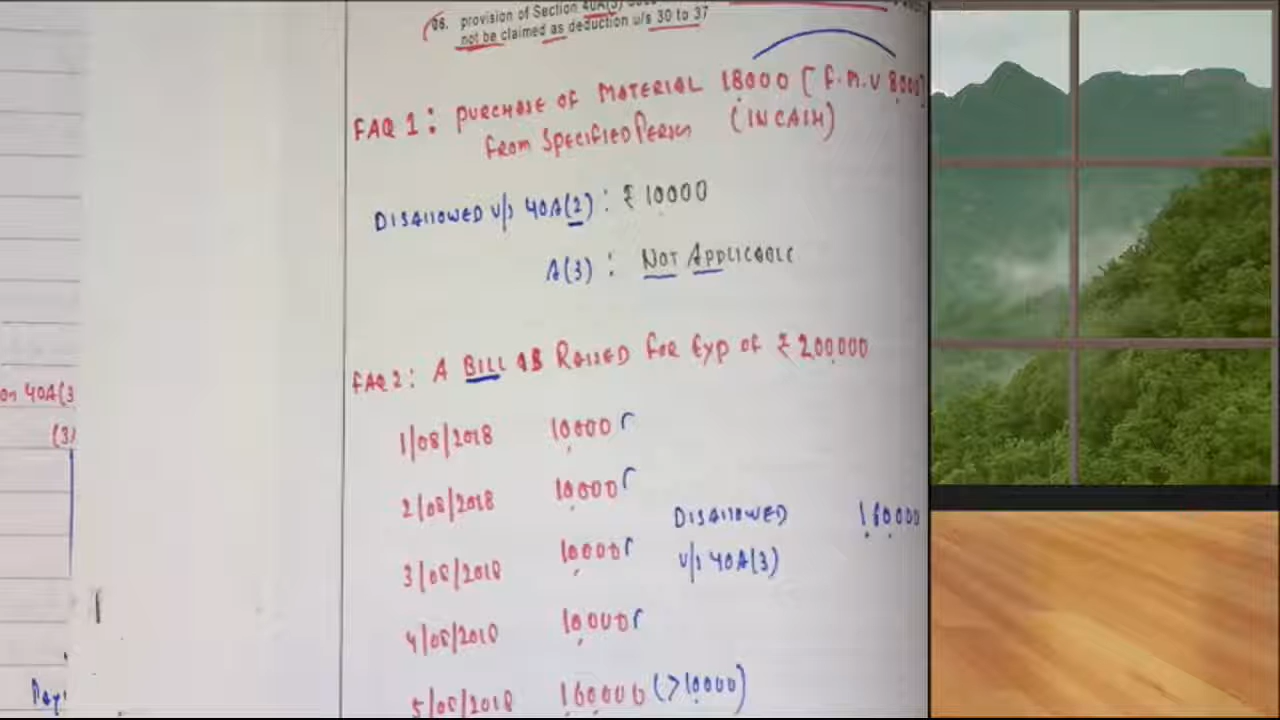 on 40A(3
(3)
Pay
Q6. provision of Section 40A(3)
not be claimed as deduction u/s 30 to 37
FAQ 1: PURCHASE OF MATERIAL 18000 [F.M.V 8000]
From Specified Person (IN CASH)
DISALLOWED u/s 40A(2): ₹ 10000
A(3): NOT APPLICABLE
FAQ 2: A BILL IS RAISED For Exp of ₹ 200000
1/08/2018 10000
2/08/2018 10000
3/08/2018 10000
DISALLOWED 160000
u/s 40A(3)
4/08/2018 10000
5/08/2018 160000 (>10000)